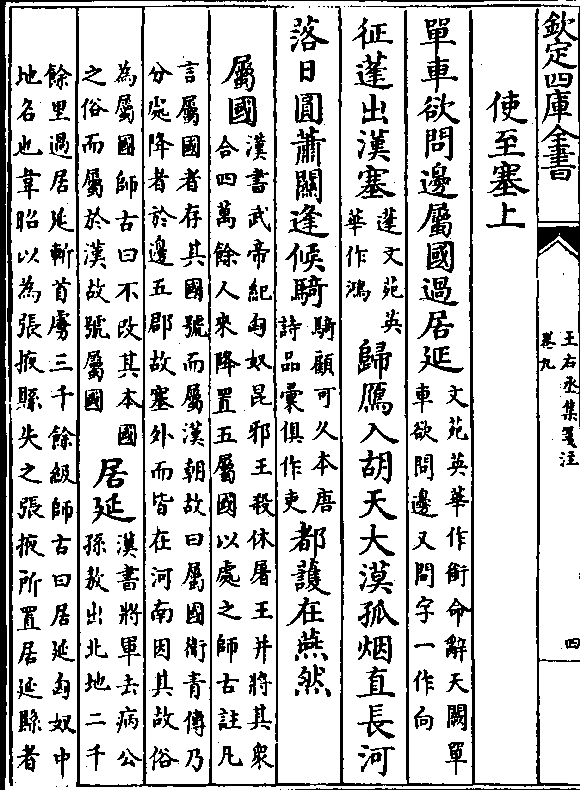 欽定四庫全書
王右丞集箋注
卷九
四
使至塞上
單車欲問邊屬國過居延
文苑英華作銜命辭天闕單
車欲問邊又問字一作向
征蓬出漢塞
蓬文苑英
華作鴻
歸鴈入胡天大漠孤烟直長河
落日圓蕭關逢候騎
騎顧可久本唐
詩品彚俱作吏
都護在燕然
屬國
漢書武帝紀匈奴昆邪王殺休屠王并將其衆
合四萬餘人來降置五屬國以處之師古註凡
言屬國者存其國號而屬漢朝故曰屬國衛青傳乃
分處降者於邊五郡故塞外而皆在河南因其故俗
為屬國師古曰不改其本國
之俗而屬於漢故號屬國
居延
漢書將軍去病公
孫敖出北地二千
餘里過居延斬首虜三千餘級師古曰居延匈奴中
地名也韋昭以為張掖縣失之張掖所置居延縣者